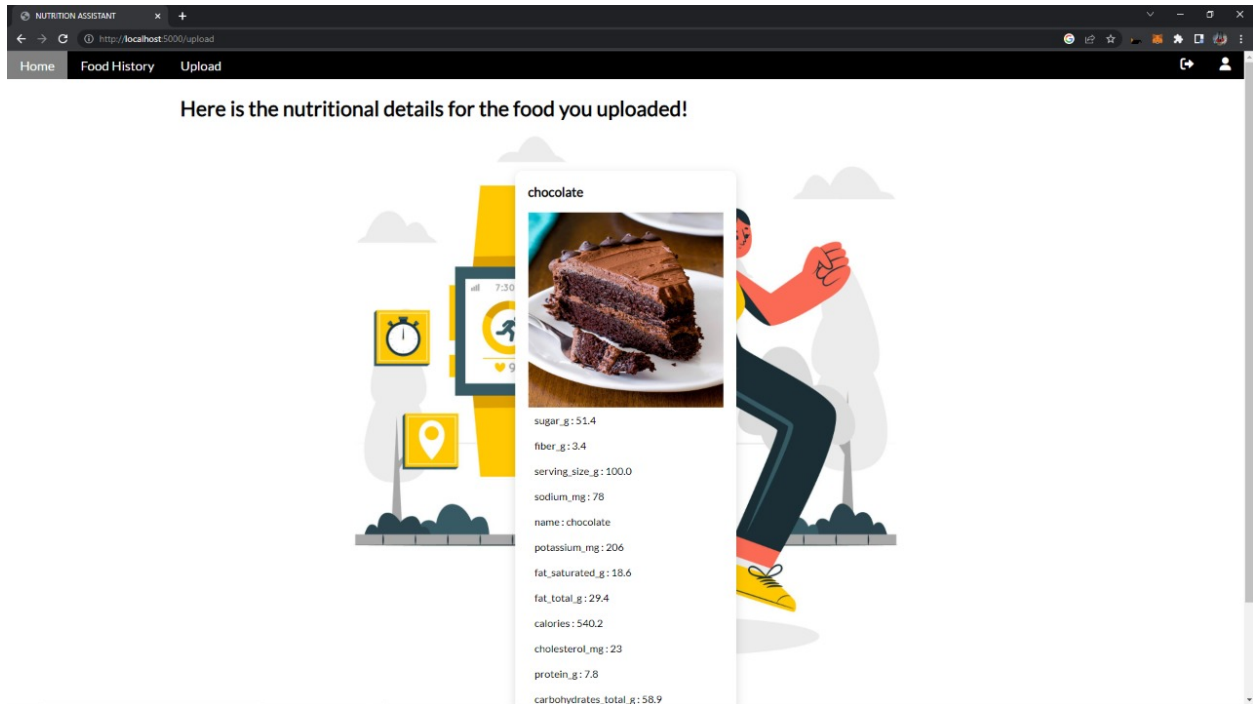 NUTRITION ASSISTANT
http://localhost:5000/upload
Home Food History Upload
Here is the nutritional details for the food you uploaded!
chocolate
7:30
9
sugar_g : 51.4
fiber_g : 3.4
serving_size_g : 100.0
sodium_mg : 78
name : chocolate
potassium_mg : 206
fat_saturated_g : 18.6
fat_total_g : 29.4
calories : 540.2
cholesterol_mg : 23
protein_g : 7.8
carbohydrates_total_g : 58.9